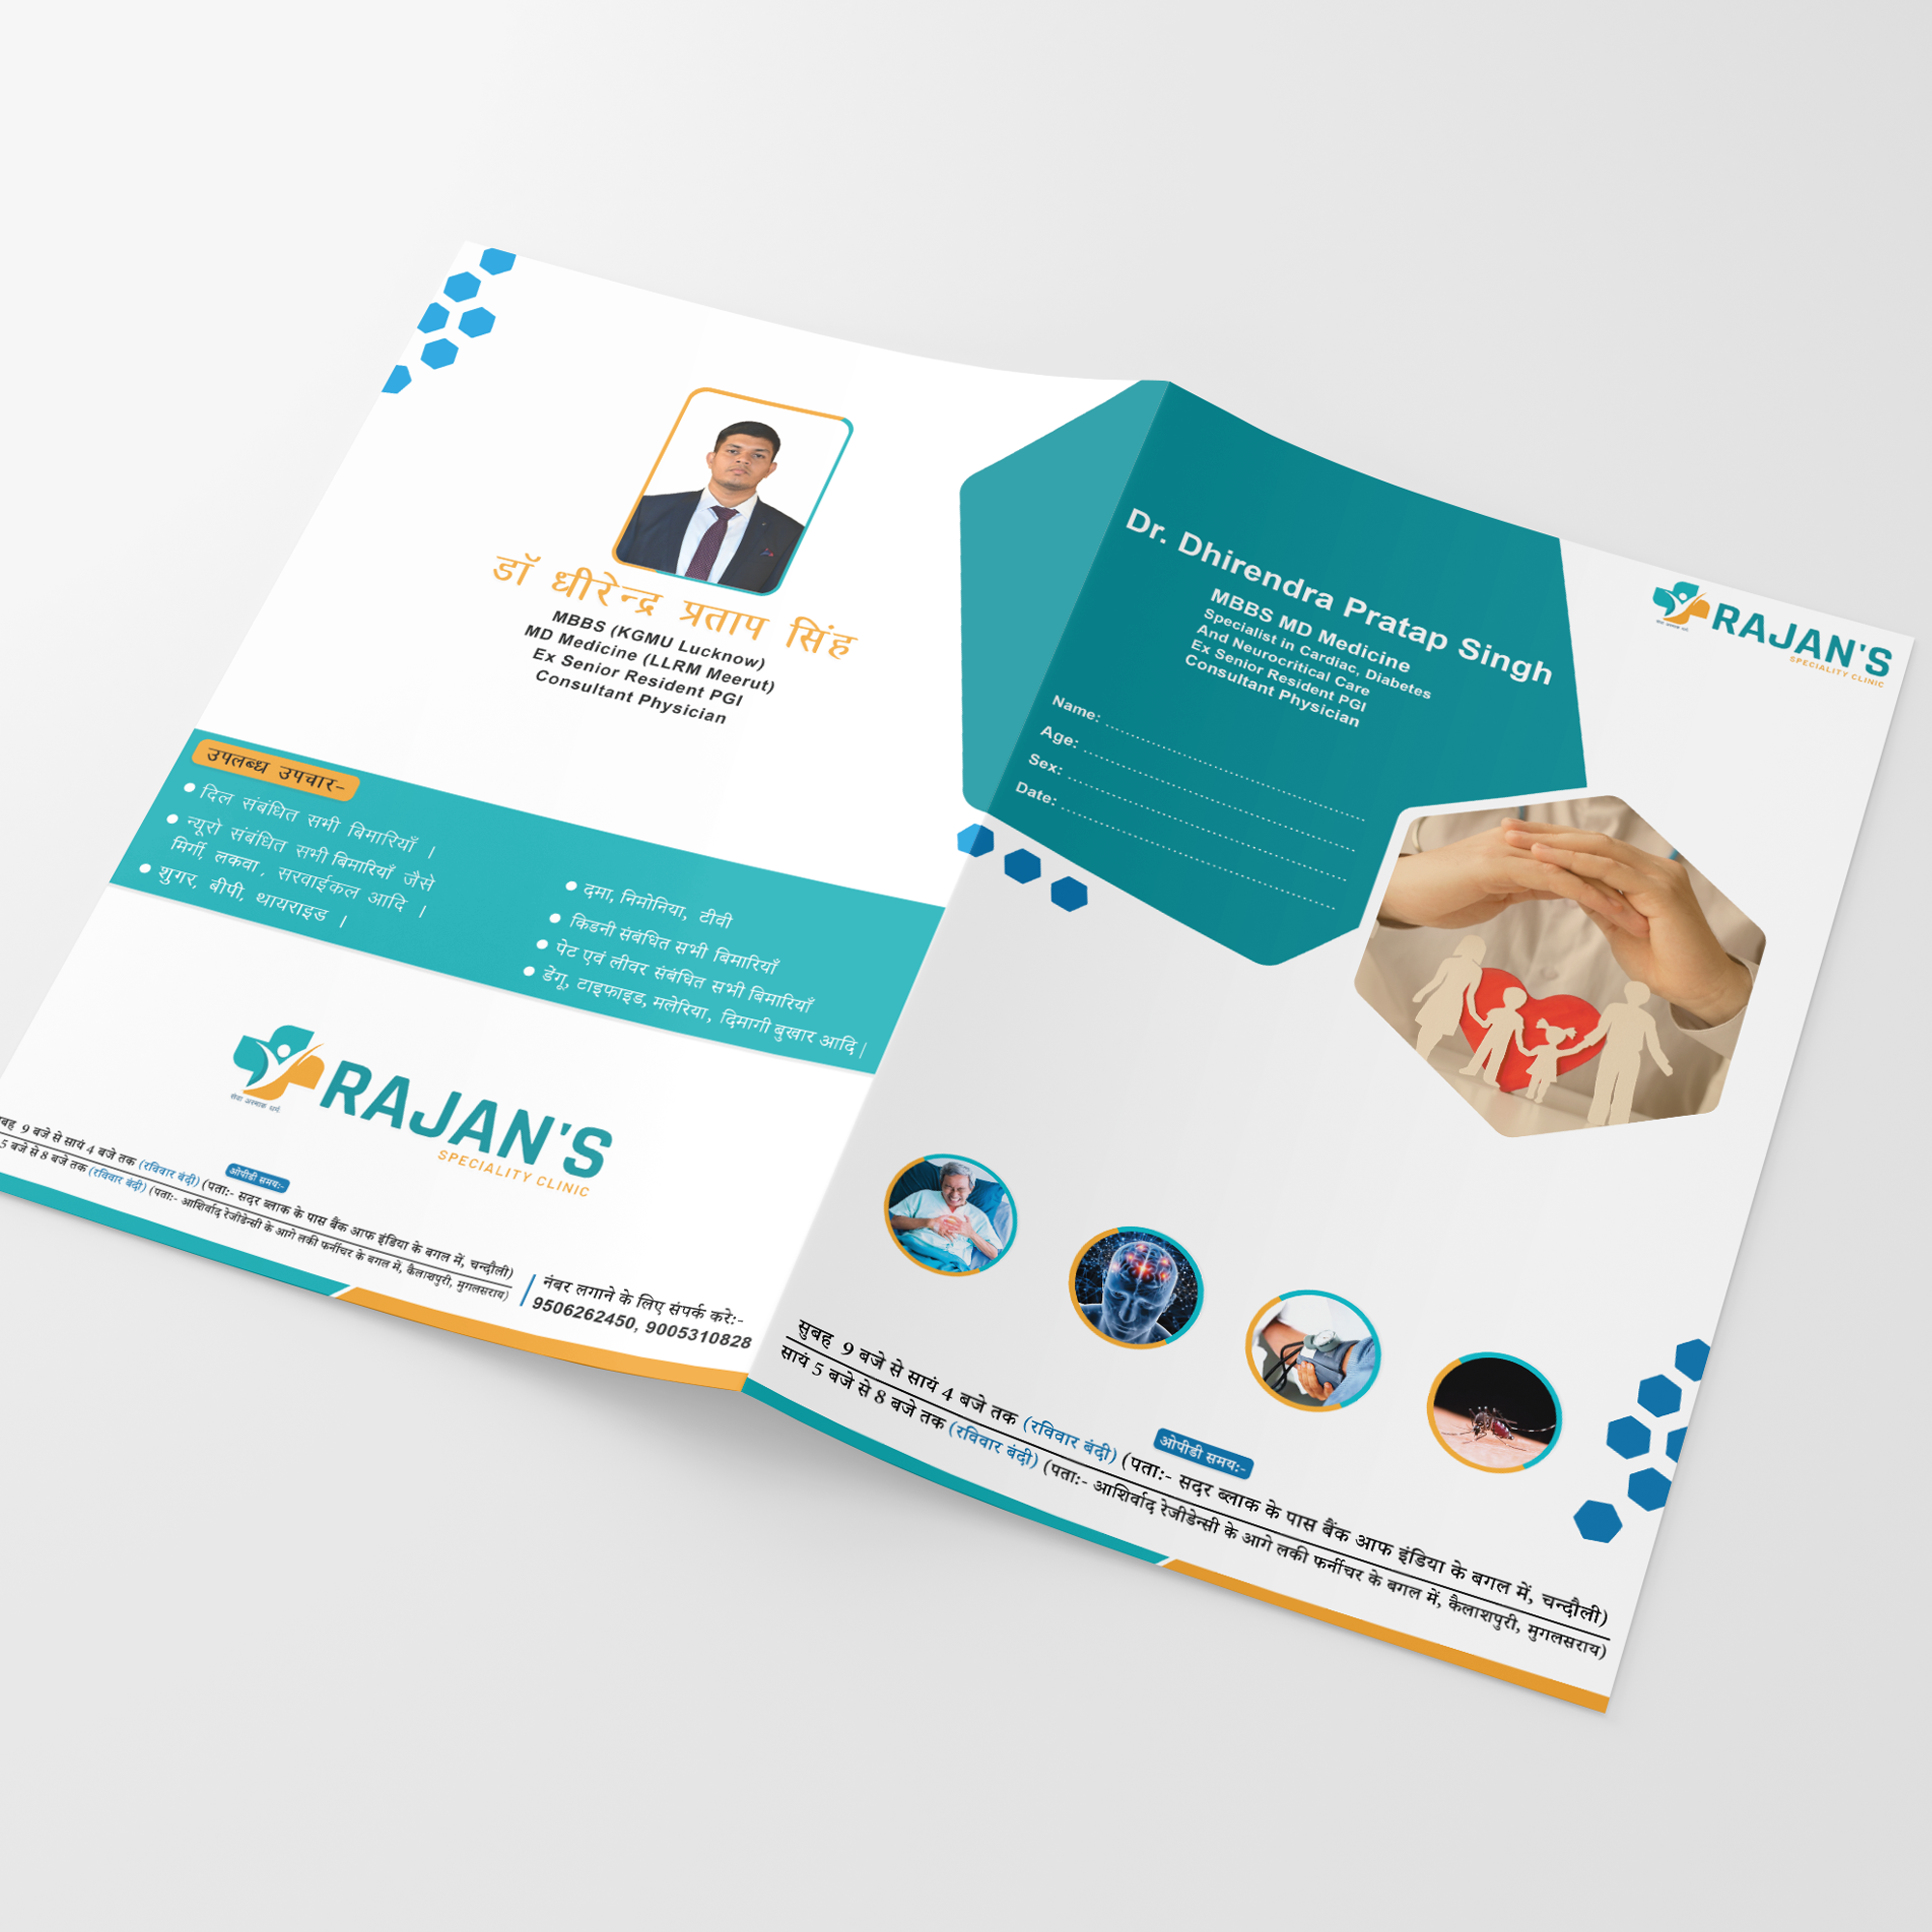 डॉ धीरेन्द्र प्रताप सिंह
MBBS (KGMU Lucknow)
MD Medicine (LLRM Meerut)
Ex Senior Resident PGI
Consultant Physician
उपलब्ध उपचार-
दिल संबंधित सभी बिमारियाँ ।
न्यूरो संबंधित सभी बिमारियाँ जैसे
मिर्गी, लकवा, सरवाईकल आदि ।
शुगर, बीपी, थायराइड ।
दमा, निमोनिया, टीवी
किडनी संबंधित सभी बिमारियाँ
पेट एवं लीवर संबंधित सभी बिमारियाँ
डेंगू, टाइफाइड, मलेरिया, दिमागी बुखार आदि|
RAJAN'S
SPECIALITY CLINIC
ओपीडी समय:-
9 बजे से सायं 4 बजे तक (रविवार बंदी) (पता:- सदर ब्लाक के पास बैंक आफ इंडिया के बगल में, चन्दौली)
5 बजे से 8 बजे तक (रविवार बंदी) (पता:- आशिर्वाद रेजीडेन्सी के आगे लकी फर्नीचर के बगल में, कैलाशपुरी, मुगलसराय)
नंबर लगाने के लिए संपर्क करे:-
9506262450, 9005310828
RAJAN'S
SPECIALITY CLINIC
Dr. Dhirendra Pratap Singh
MBBS MD Medicine
Specialist in Cardiac, Diabetes
And Neurocritical Care
Ex Senior Resident PGI
Consultant Physician
Name:
Age:
Sex:
Date:
ओपीडी समय:-
सुबह 9 बजे से सायं 4 बजे तक (रविवार बंदी) (पता:- सदर ब्लाक के पास बैंक आफ इंडिया के बगल में, चन्दौली)
सायं 5 बजे से 8 बजे तक (रविवार बंदी) (पता:- आशिर्वाद रेजीडेन्सी के आगे लकी फर्नीचर के बगल में, कैलाशपुरी, मुगलसराय)